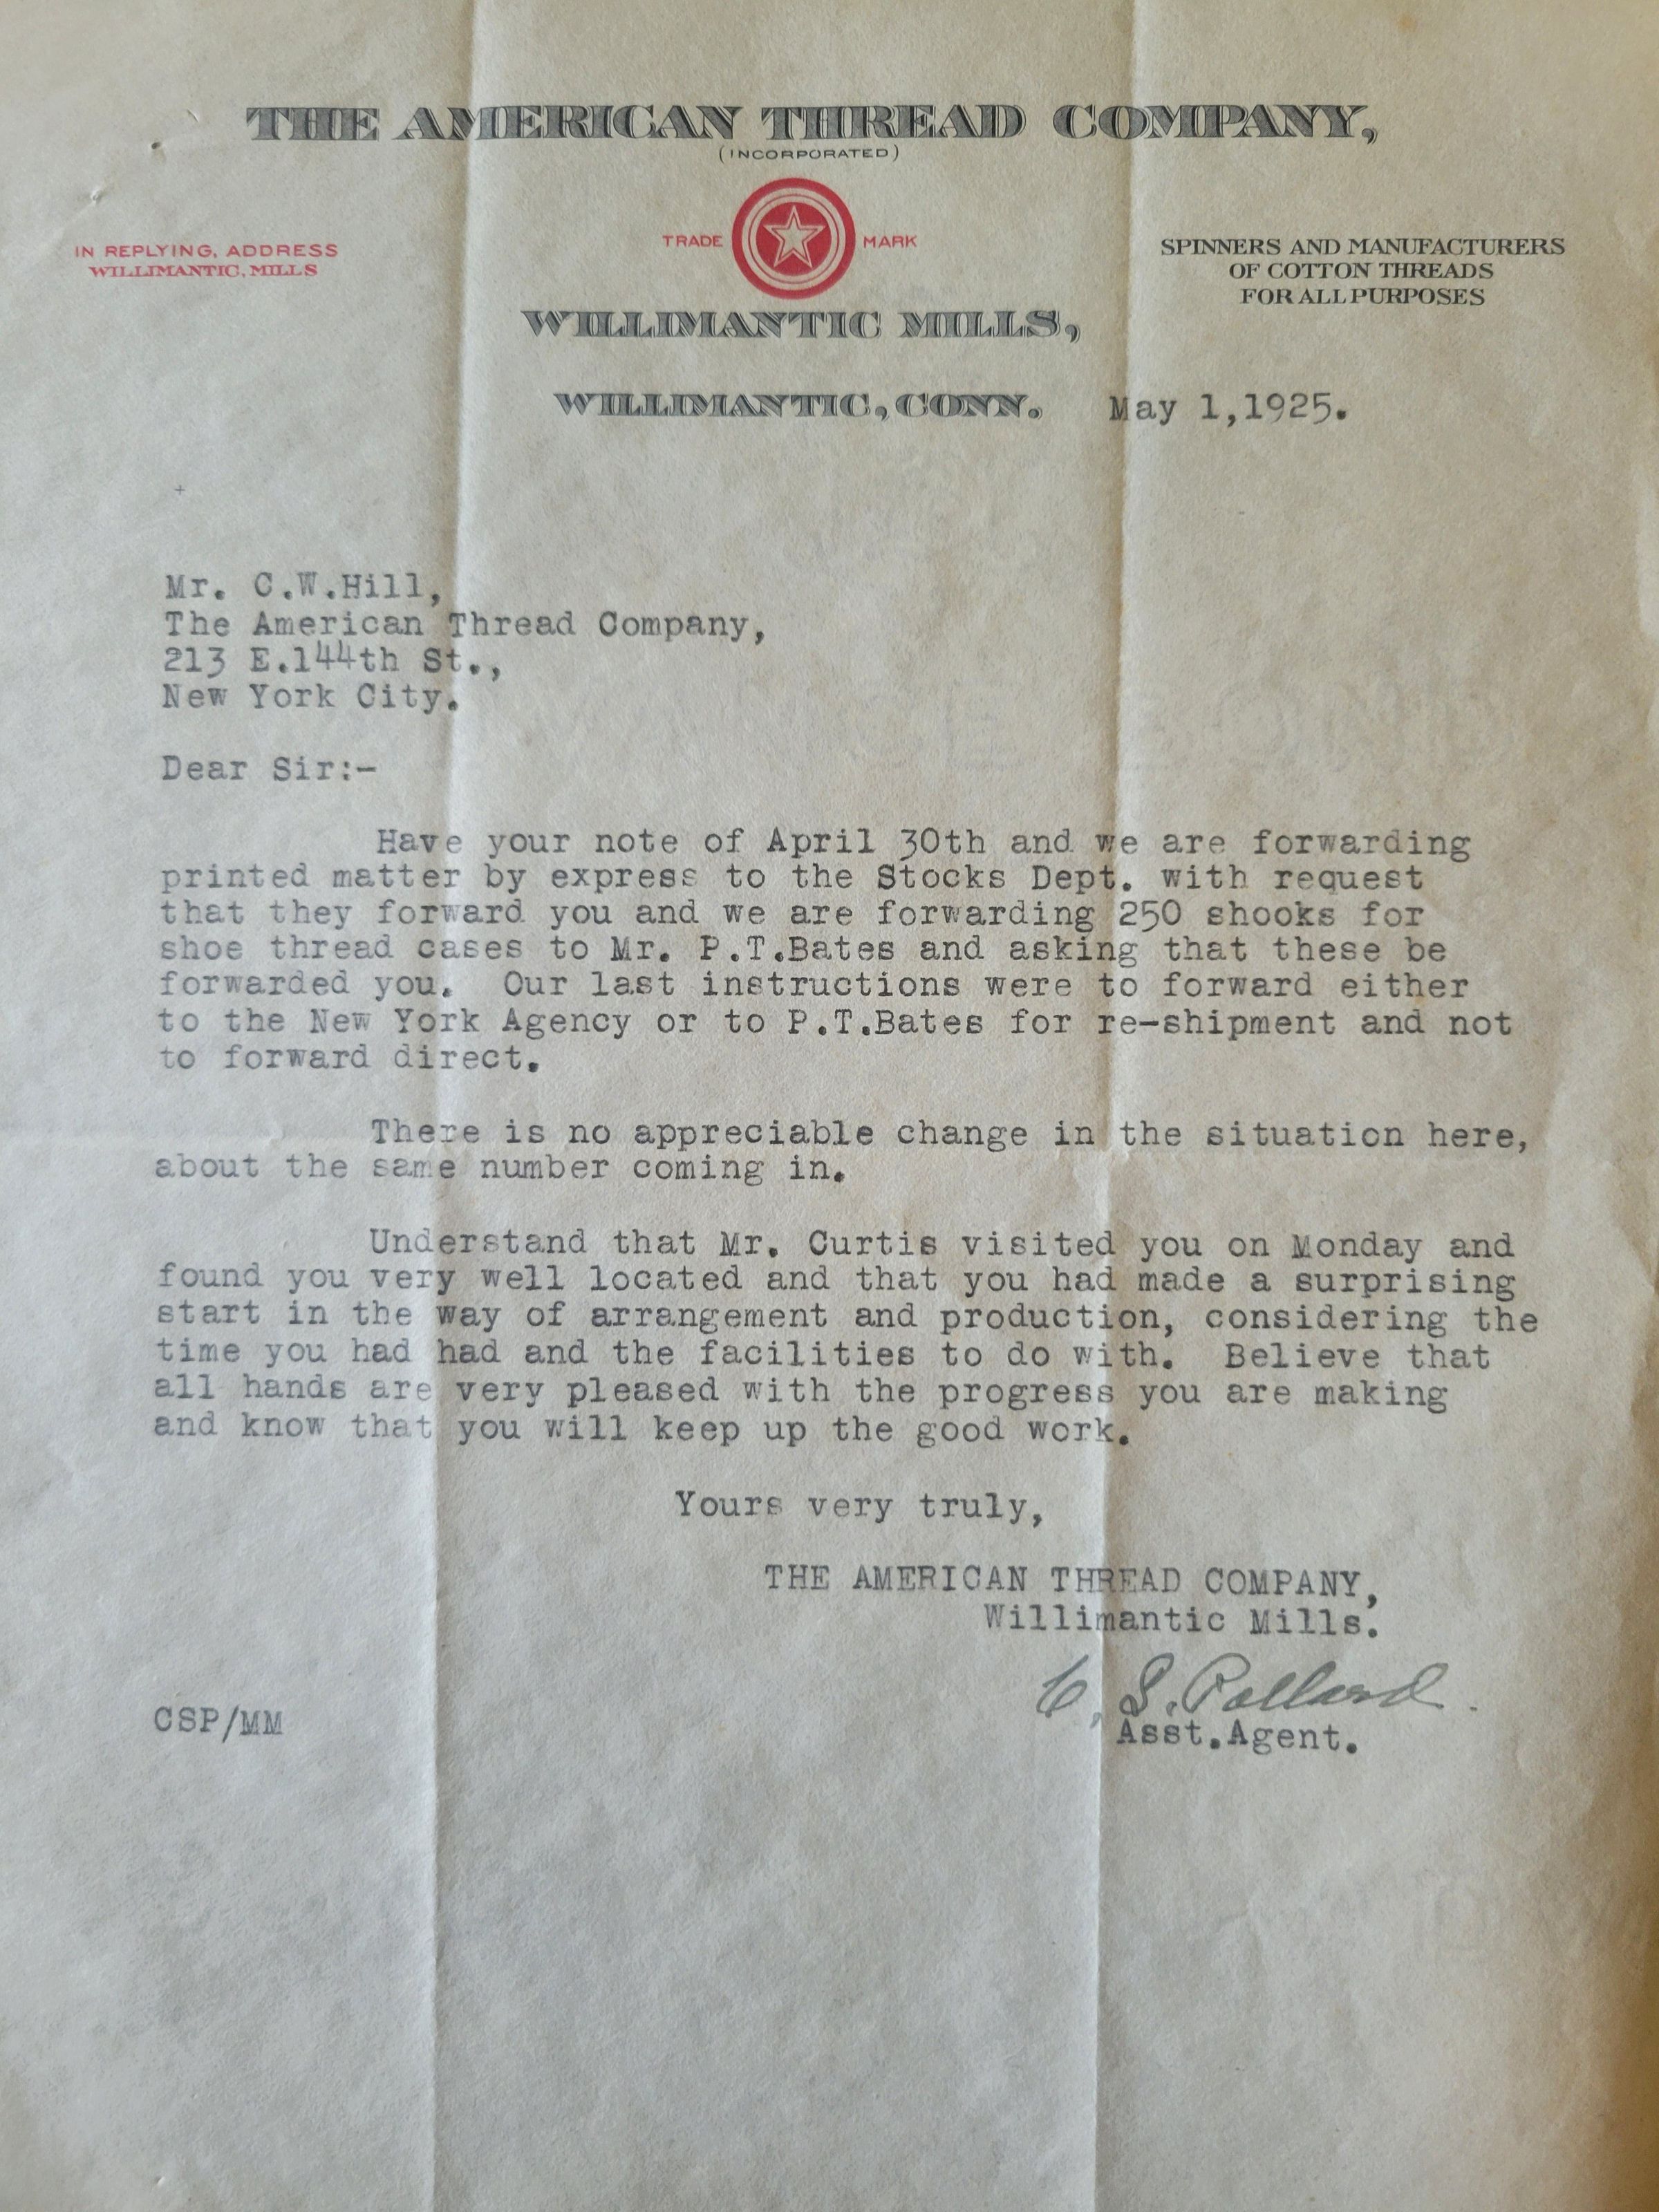 THE AMERICAN THREAD COMPANY,
(INCORPORATED)
TRADE MARK
IN REPLYING, ADDRESS
WILLIMANTIC, MILLS
SPINNERS AND MANUFACTURERS
OF COTTON THREADS
FOR ALL PURPOSES
WILLIMANTIC MILLS,
WILLIMANTIC, CONN. May 1,1925.
Mr. C.W.Hill,
The American Thread Company,
213 E.144th St.,
New York City.
Dear Sir:-
Have your note of April 30th and we are forwarding
printed matter by express to the Stocks Dept. with request
that they forward you and we are forwarding 250 shooks for
shoe thread cases to Mr. P.T.Bates and asking that these be
forwarded you. Our last instructions were to forward either
to the New York Agency or to P.T.Bates for re-shipment and not
to forward direct.
There is no appreciable change in the situation here,
about the same number coming in.
Understand that Mr. Curtis visited you on Monday and
found you very well located and that you had made a surprising
start in the way of arrangement and production, considering the
time you had had and the facilities to do with. Believe that
all hands are very pleased with the progress you are making
and know that you will keep up the good work.
Yours very truly,
THE AMERICAN THREAD COMPANY,
Willimantic Mills.
C, S. Pollard.
CSP/MM
Asst.Agent.